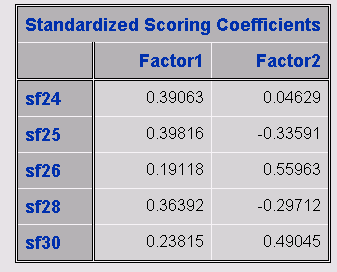 Standardized Scoring Coefficients
Factor1 Factor2
sf24 0.39063 0.04629
sf25 0.39816 -0.33591
sf26 0.19118 0.55963
sf28 0.36392 -0.29712
sf30 0.23815 0.49045